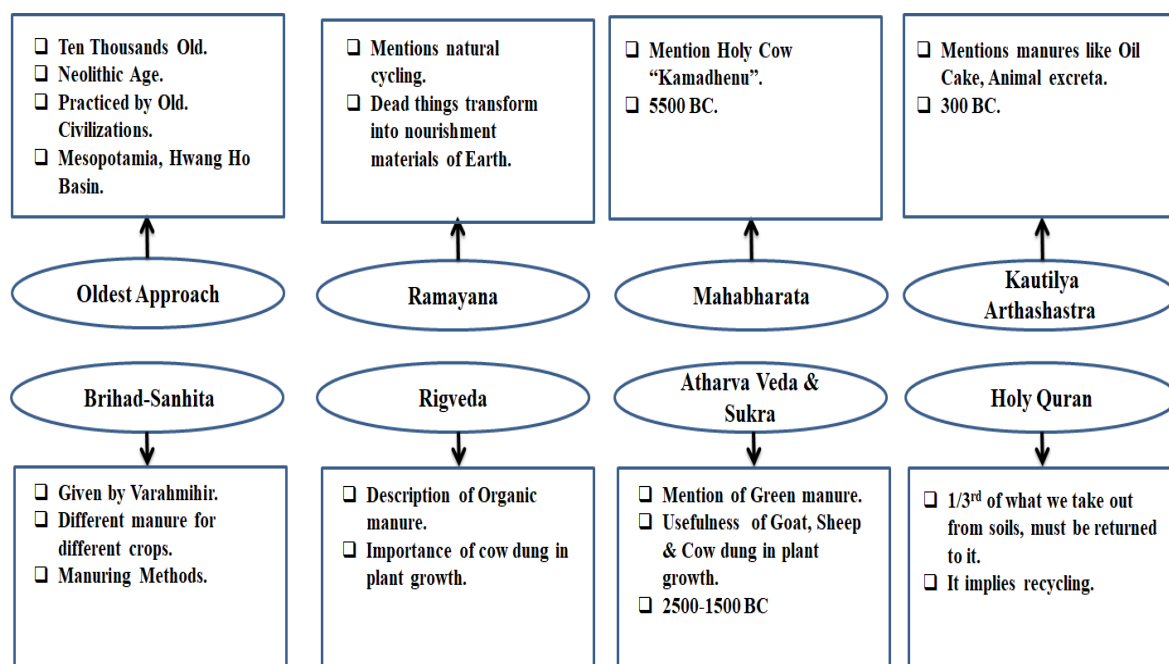 ❑ Ten Thousands Old.
❑ Neolithic Age.
❑ Practiced by Old.
Civilizations.
❑ Mesopotamia, Hwang Ho
Basin.
❑ Mentions natural
cycling.
❑ Dead things transform
into nourishment
materials of Earth.
❑ Mention Holy Cow
“Kamadhenu”.
❑ 5500 BC.
❑ Mentions manures like Oil
Cake, Animal excreta.
❑ 300 BC.
Oldest Approach
Ramayana
Mahabharata
Kautilya
Arthashastra
Brihad-Sanhita
Rigveda
Atharva Veda &
Sukra
Holy Quran
❑ Given by Varahmihir.
❑ Different manure for
different crops.
❑ Manuring Methods.
❑ Description of Organic
manure.
❑ Importance of cow dung in
plant growth.
❑ Mention of Green manure.
❑ Usefulness of Goat, Sheep
& Cow dung in plant
growth.
❑ 2500-1500 BC
❑ 1/3rd of what we take out
from soils, must be returned
to it.
❑ It implies recycling.